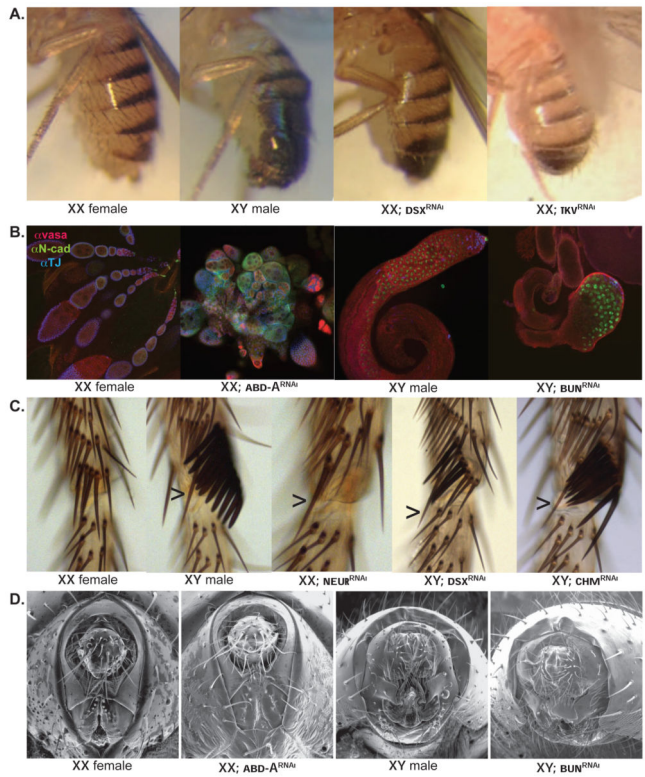 A.
XX female XY male XX; DSXRNAi XX; IKVRNAi
B.
αvasa
αN-cad
αTJ
XX female XX; ABD-ARNAi XY male XY; BUNRNAi
C.
> > > >
XX female XY male XX; NEURRNAi XY; DSXRNAi XY; CHMRNAi
D.
XX female XX; ABD-ARNAi XY male XY; BUNRNAi